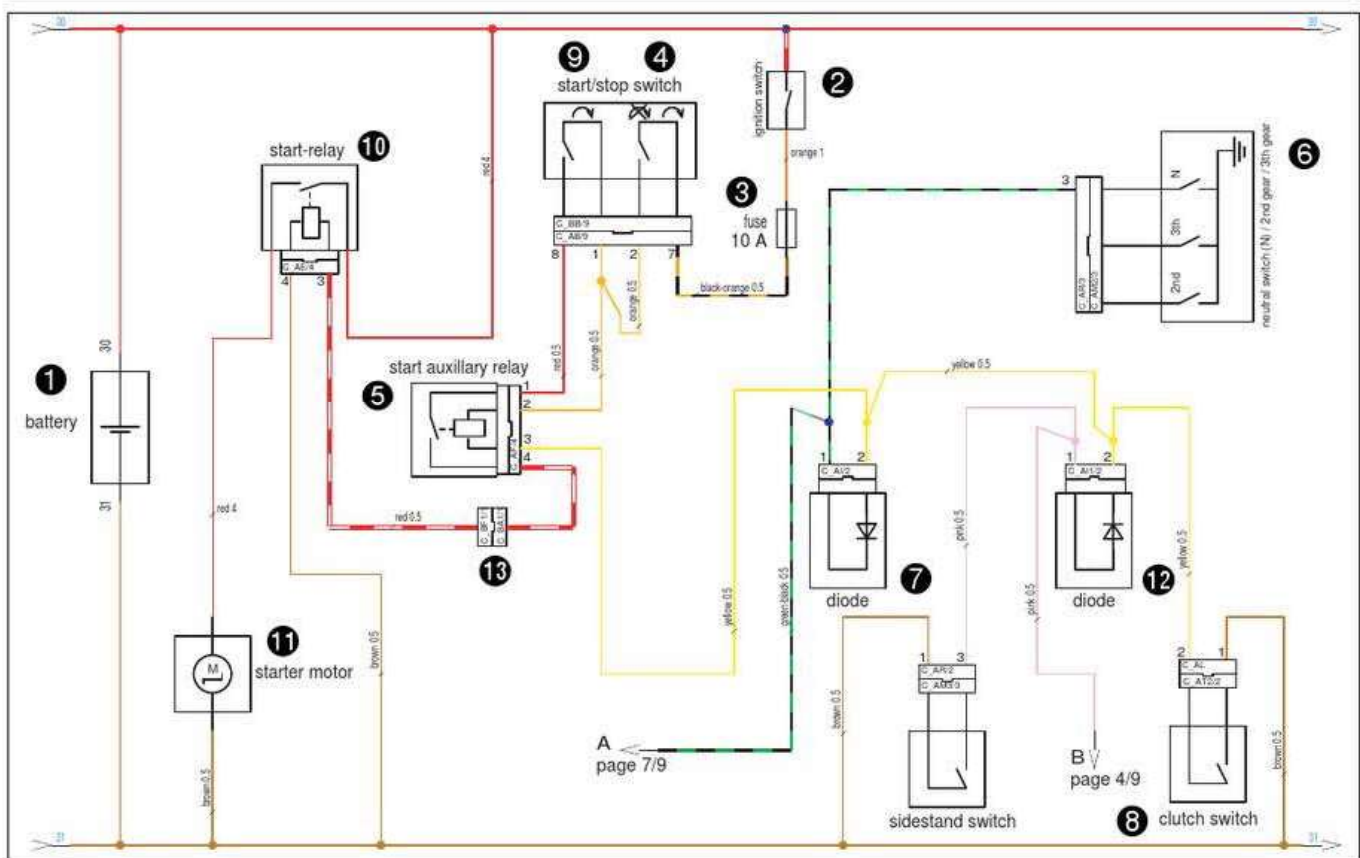 30
30
9
4
start/stop switch
2
ignition switch
orange 1
3
fuse
10 A
start-relay
10
red 4
C_BB/9
C_AB/9
8
1
2
7
black-orange 0.5
orange 0.5
orange 0.5
red 0.5
C_AE/4
4
3
3
N
3th
2nd
C_AR/3
C_AM2/3
6
neutral switch (N) / 2nd gear / 3th gear
30
1
battery
31
start auxillary relay
5
1
2
3
4
C_AF/4
yellow 0.5
red 4
red 0.5
C_BF1/1
13
1
2
C_AI/2
7
diode
1
2
C_AI1/2
12
diode
pink 0.5
pink 0.5
yellow 0.5
yellow 0.5
green-black 0.5
11
M
starter motor
brown 0.5
brown 0.5
1
3
C_AR/2
C_AM3/3
sidestand switch
brown 0.5
A
page 7/9
B
page 4/9
2
1
C_AL
C_AT2/2
8
clutch switch
brown 0.5
31
31